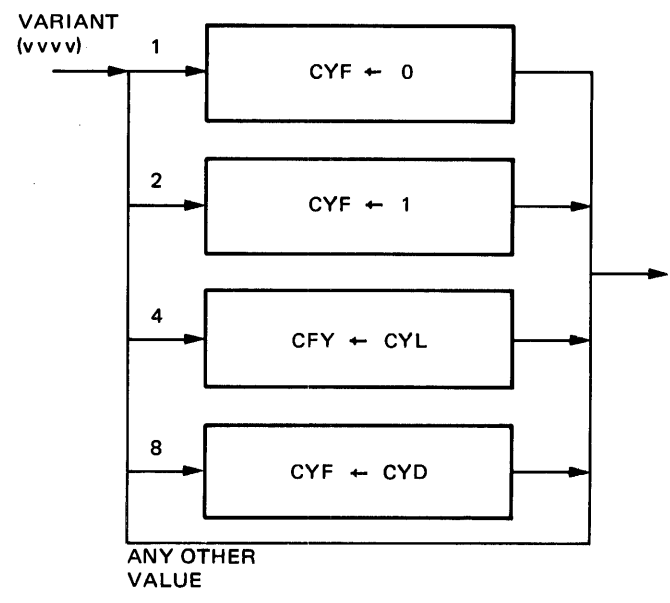 VARIANT
(vvvv)
1
CYF ← 0
2
CYF ← 1
4
CFY ← CYL
8
CYF ← CYD
ANY OTHER
VALUE